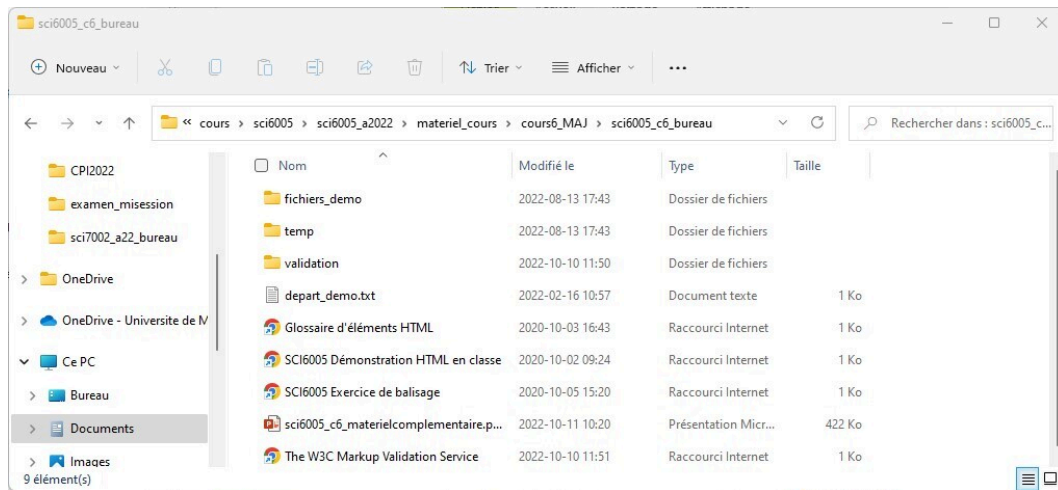 sci6005_c6_bureau
Nouveau Trier Afficher ...
« cours > sci6005 > sci6005_a2022 > materiel_cours > cours6_MAJ > sci6005_c6_bureau Rechercher dans : sci6005_c...
CPI2022
examen_misession
sci7002_a22_bureau
OneDrive
OneDrive - Universite de M
Ce PC
Bureau
Documents
Images
Nom Modifié le Type Taille
fichiers_demo 2022-08-13 17:43 Dossier de fichiers
temp 2022-08-13 17:43 Dossier de fichiers
validation 2022-10-10 11:50 Dossier de fichiers
depart_demo.txt 2022-02-16 10:57 Document texte 1 Ko
Glossaire d'éléments HTML 2020-10-03 16:43 Raccourci Internet 1 Ko
SCI6005 Démonstration HTML en classe 2020-10-02 09:24 Raccourci Internet 1 Ko
SCI6005 Exercice de balisage 2020-10-05 15:20 Raccourci Internet 1 Ko
sci6005_c6_materielcomplementaire.p... 2022-10-11 10:20 Présentation Micr... 422 Ko
The W3C Markup Validation Service 2022-10-10 11:51 Raccourci Internet 1 Ko
9 élément(s)